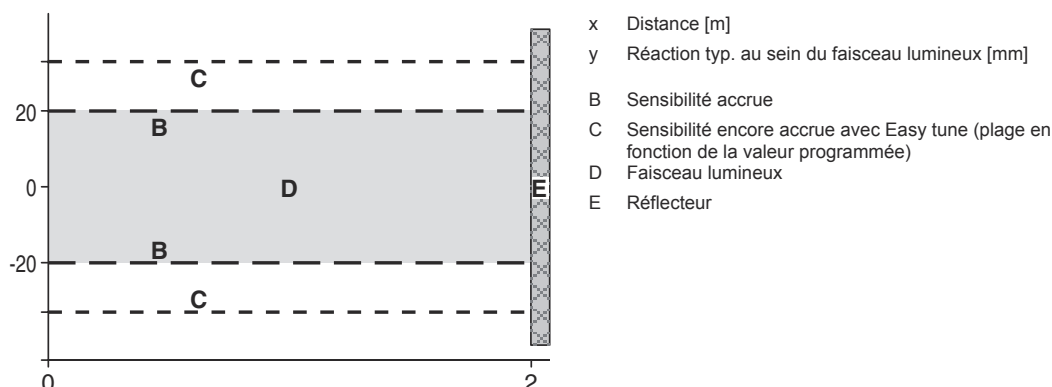 C
20
B
0
D
E
B
-20
C
0
2
x Distance [m]
y Réaction typ. au sein du faisceau lumineux [mm]
B Sensibilité accrue
C Sensibilité encore accrue avec Easy tune (plage en
fonction de la valeur programmée)
D Faisceau lumineux
E Réflecteur